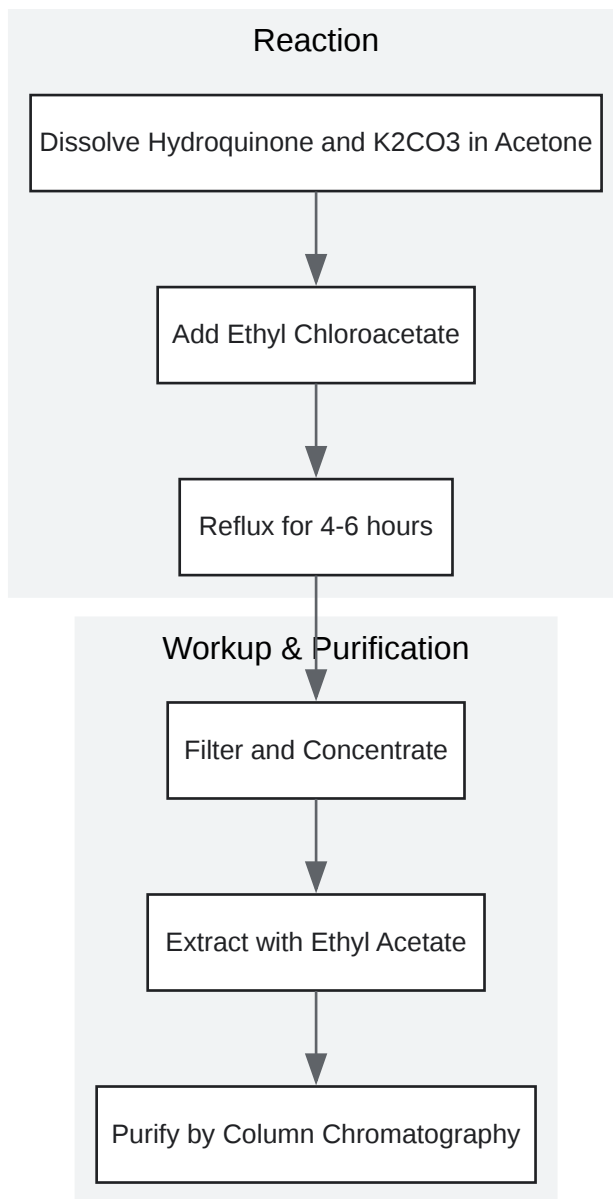 Reaction
Dissolve Hydroquinone and K2CO3 in Acetone
Add Ethyl Chloroacetate
Reflux for 4-6 hours
Workup & Purification
Filter and Concentrate
Extract with Ethyl Acetate
Purify by Column Chromatography